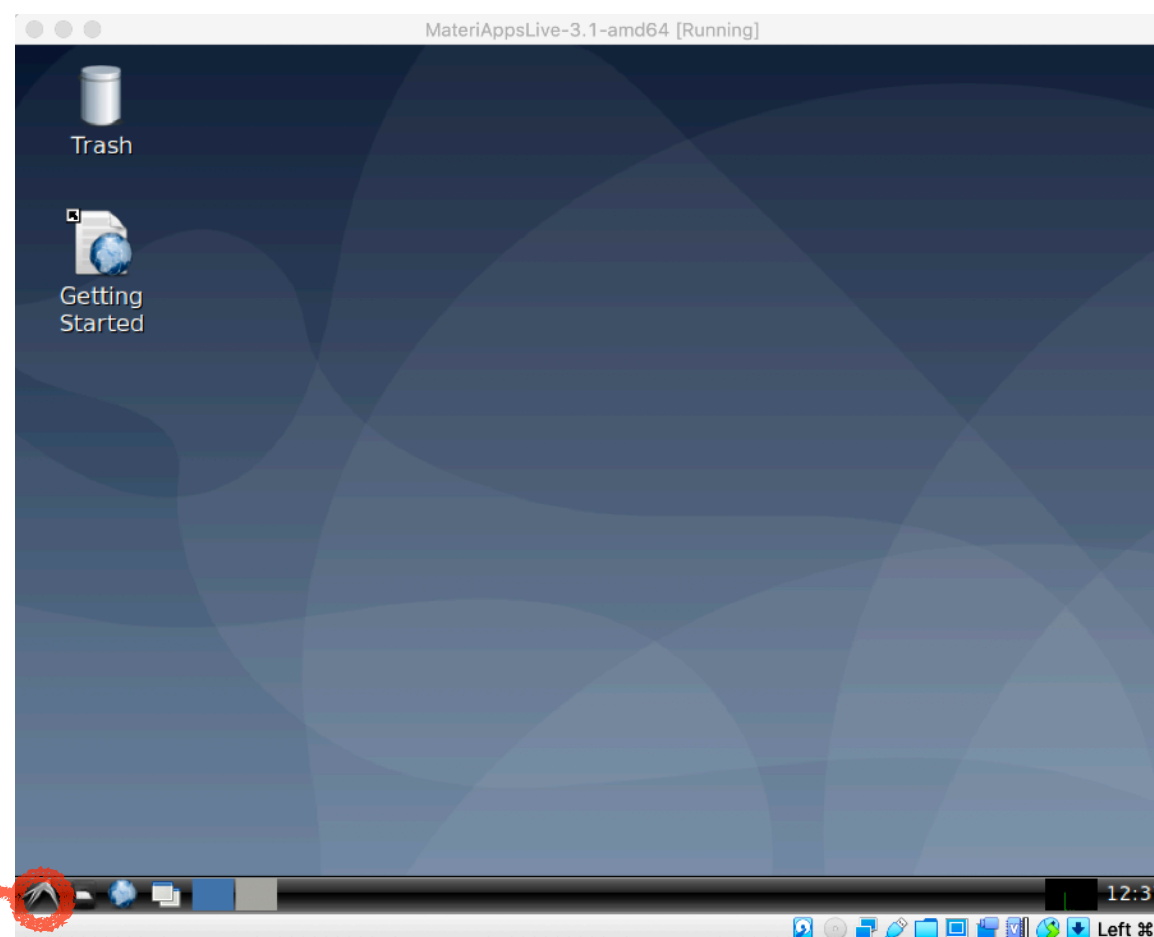 MateriAppsLive-3.1-amd64 [Running]
Trash
Getting
Started
12:3
Left ⌘